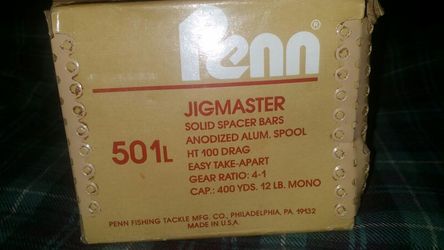 Penn®
JIGMASTER
SOLID SPACER BARS
501L ANODIZED ALUM. SPOOL
HT 100 DRAG
EASY TAKE-APART
GEAR RATIO: 4-1
CAP.: 400 YDS. 12 LB. MONO
PENN FISHING TACKLE MFG. CO., PHILADELPHIA, PA. 19132
MADE IN U.S.A.